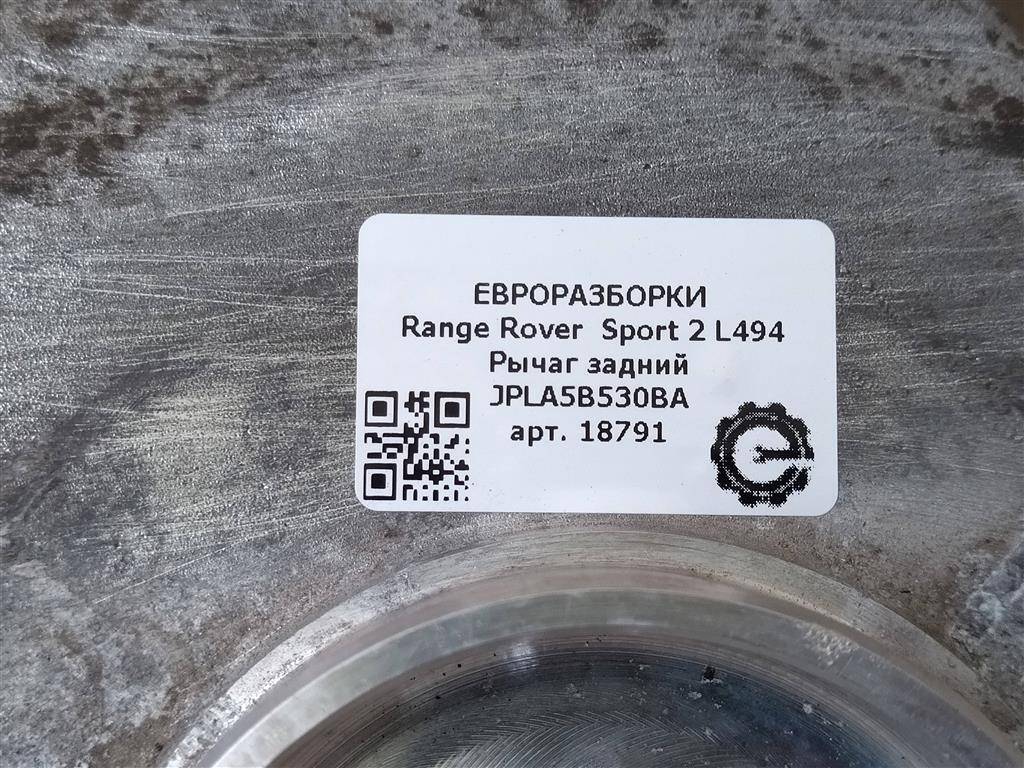 ЕВРОРАЗБОРКИ
Range Rover Sport 2 L494
Рычаг задний
JPLA5B530BA
арт. 18791